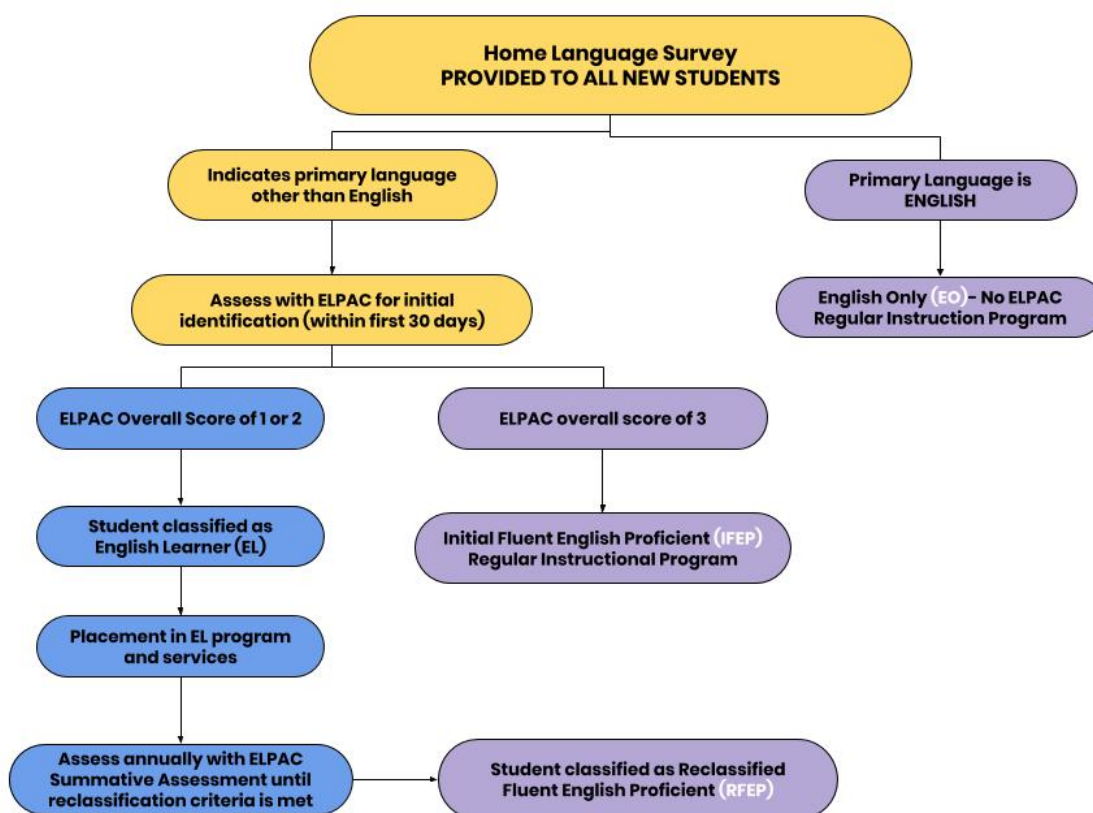 Home Language Survey
PROVIDED TO ALL NEW STUDENTS
Indicates primary language
other than English
Primary Language is
ENGLISH
Assess with ELPAC for initial
identification (within first 30 days)
English Only (EO)- No ELPAC
Regular Instruction Program
ELPAC Overall Score of 1 or 2
ELPAC overall score of 3
Student classified as
English Learner (EL)
Initial Fluent English Proficient (IFEP)
Regular Instructional Program
Placement in EL program
and services
Assess annually with ELPAC
Summative Assessment until
reclassification criteria is met
Student classified as Reclassified
Fluent English Proficient (RFEP)